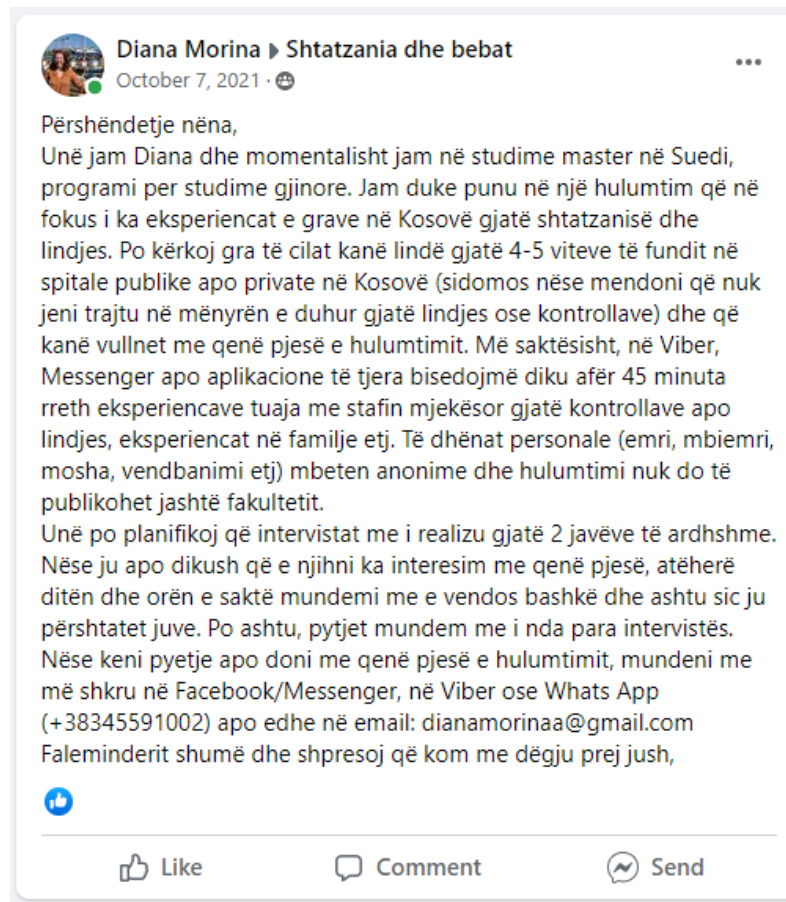 Diana Morina ▸ Shtatzania dhe bebat
October 7, 2021 ·
Përshëndetje nëna,
Unë jam Diana dhe momentalisht jam në studime master në Suedi,
programi per studime gjinore. Jam duke punu në një hulumtim që në
fokus i ka eksperiencat e grave në Kosovë gjatë shtatzanisë dhe
lindjes. Po kërkoj gra të cilat kanë lindë gjatë 4-5 viteve të fundit në
spitale publike apo private në Kosovë (sidomos nëse mendoni që nuk
jeni trajtu në mënyrën e duhur gjatë lindjes ose kontrollave) dhe që
kanë vullnet me qenë pjesë e hulumtimit. Më saktësisht, në Viber,
Messenger apo aplikacione të tjera bisedojmë diku afër 45 minuta
rreth eksperiencave tuaja me stafin mjekësor gjatë kontrollave apo
lindjes, eksperiencat në familje etj. Të dhënat personale (emri, mbiemri,
mosha, vendbanimi etj) mbeten anonime dhe hulumtimi nuk do të
publikohet jashtë fakultetit.
Unë po planifikoj që intervistat me i realizu gjatë 2 javëve të ardhshme.
Nëse ju apo dikush që e njihni ka interesim me qenë pjesë, atëherë
ditën dhe orën e saktë mundemi me e vendos bashkë dhe ashtu sic ju
përshtatet juve. Po ashtu, pytjet mundem me i nda para intervistës.
Nëse keni pyetje apo doni me qenë pjesë e hulumtimit, mundeni me
më shkru në Facebook/Messenger, në Viber ose Whats App
(+38345591002) apo edhe në email: dianamorinaa@gmail.com
Faleminderit shumë dhe shpresoj që kom me dëgju prej jush,
Like Comment Send